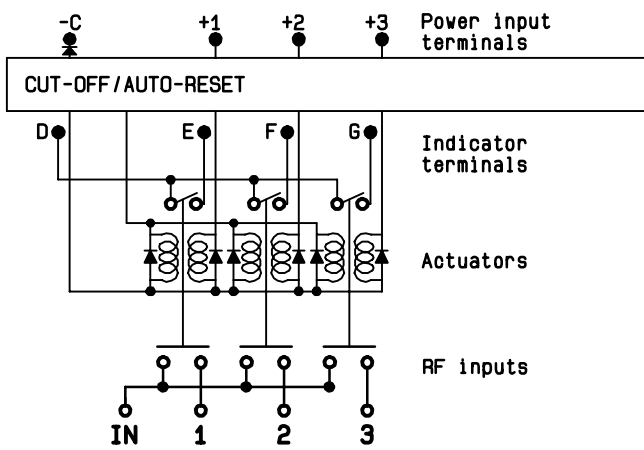 -C +1 +2 +3 Power input
terminals
CUT-OFF/AUTO-RESET
D E F G Indicator
terminals
Actuators
RF inputs
IN 1 2 3